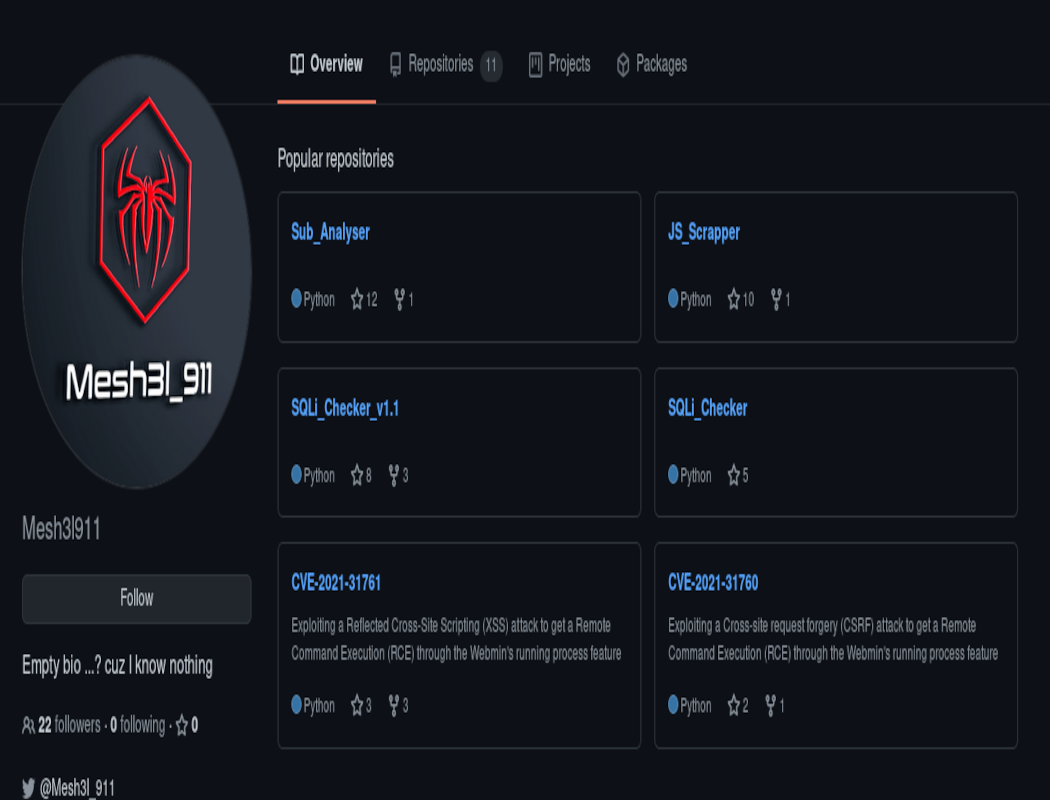 Overview
Repositories 11
Projects
Packages
Mesh3l_911
Mesh3l911
Follow
Empty bio ...? cuz I know nothing
22 followers · 0 following · 0
@Mesh3l_911
Popular repositories
Sub_Analyser
Python 12 1
JS_Scrapper
Python 10 1
SQLi_Checker_v1.1
Python 8 3
SQLi_Checker
Python 5
CVE-2021-31761
Exploiting a Reflected Cross-Site Scripting (XSS) attack to get a Remote
Command Execution (RCE) through the Webmin's running process feature
Python 3 3
CVE-2021-31760
Exploiting a Cross-site request forgery (CSRF) attack to get a Remote
Command Execution (RCE) through the Webmin's running process feature
Python 2 1